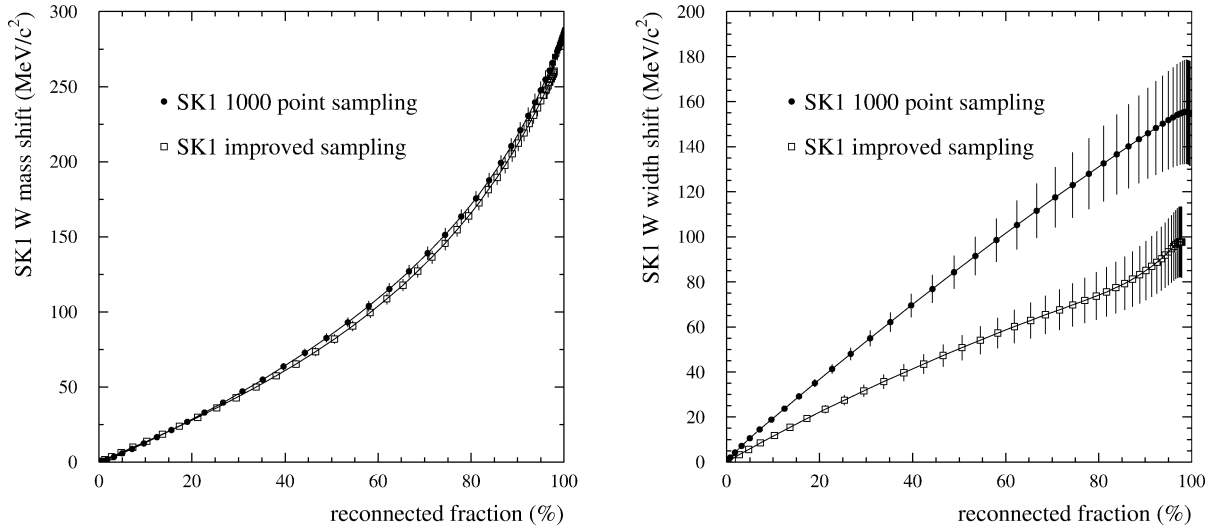 SK1 W mass shift (MeV/c²)
300
250
200
150
100
50
0
0 20 40 60 80 100
reconnected fraction (%)
SK1 1000 point sampling
SK1 improved sampling
SK1 W width shift (MeV/c²)
200
180
160
140
120
100
80
60
40
20
0
0 20 40 60 80 100
reconnected fraction (%)
SK1 1000 point sampling
SK1 improved sampling